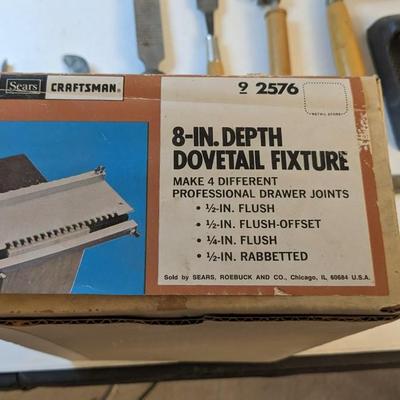 Sears CRAFTSMAN® 9 2576
RETAIL STORE
8-IN. DEPTH
DOVETAIL FIXTURE
MAKE 4 DIFFERENT
PROFESSIONAL DRAWER JOINTS
• ½-IN. FLUSH
• ½-IN. FLUSH-OFFSET
• ¼-IN. FLUSH
• ½-IN. RABBETTED
Sold by SEARS, ROEBUCK AND CO., Chicago, IL, 60684 U.S.A.